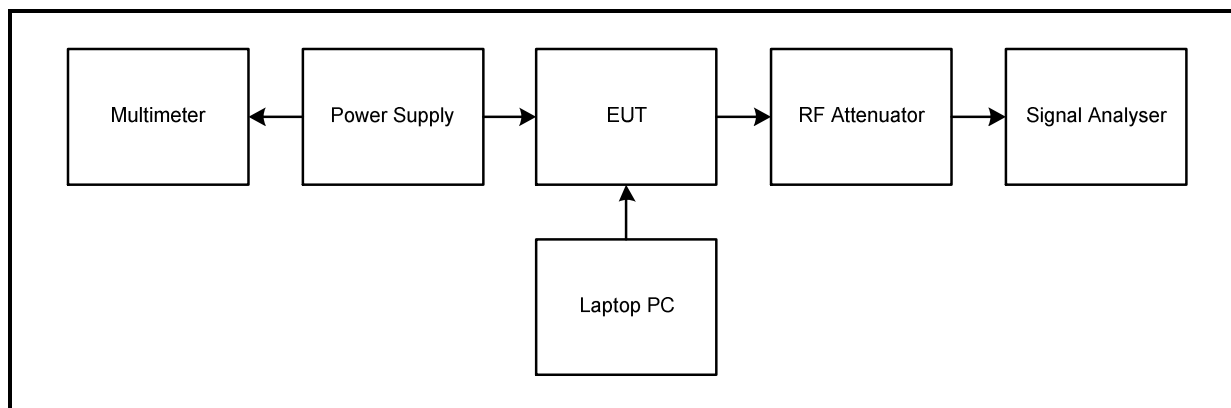 Multimeter
Power Supply
EUT
RF Attenuator
Signal Analyser
Laptop PC